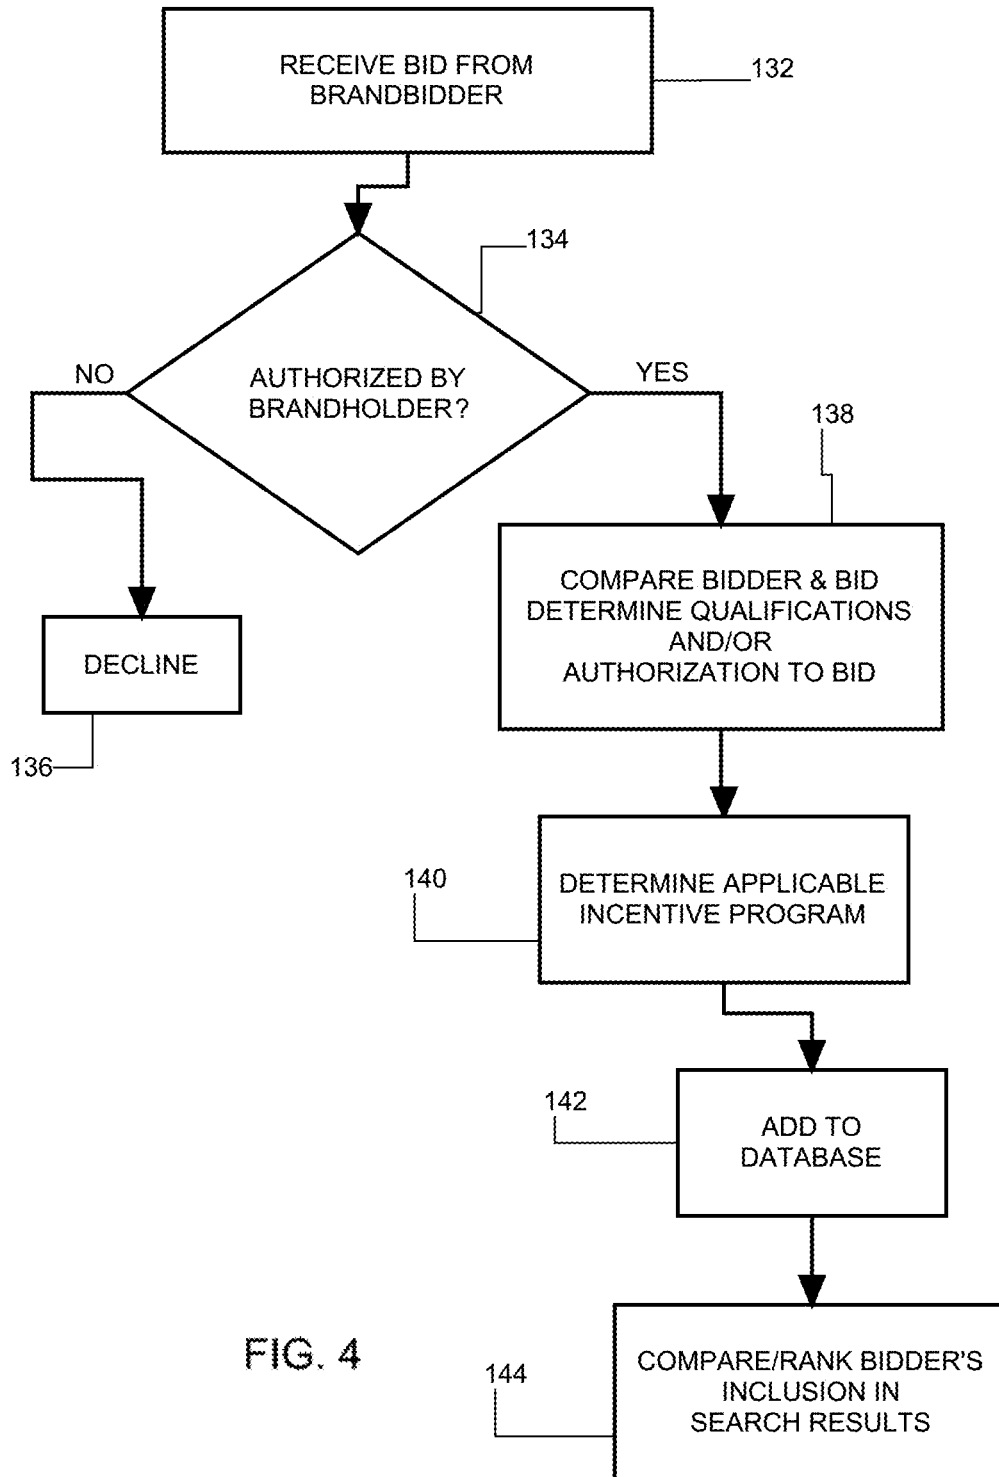 RECEIVE BID FROM
BRANDBIDDER
132
134
AUTHORIZED BY
BRANDHOLDER?
NO
YES
138
COMPARE BIDDER & BID
DETERMINE QUALIFICATIONS
AND/OR
AUTHORIZATION TO BID
DECLINE
136
140
DETERMINE APPLICABLE
INCENTIVE PROGRAM
142
ADD TO
DATABASE
FIG. 4
144
COMPARE/RANK BIDDER'S
INCLUSION IN
SEARCH RESULTS